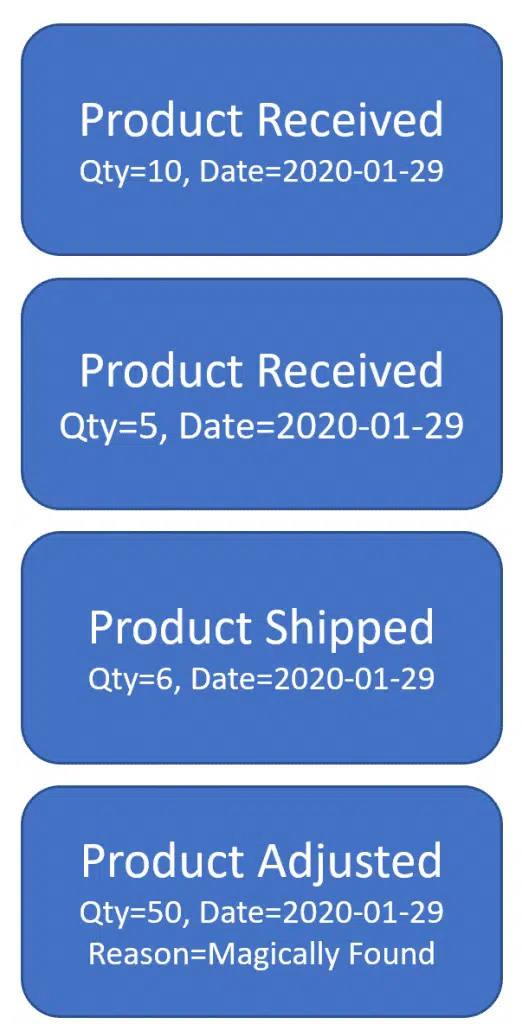 Product Received
Qty=10, Date=2020-01-29
Product Received
Qty=5, Date=2020-01-29
Product Shipped
Qty=6, Date=2020-01-29
Product Adjusted
Qty=50, Date=2020-01-29
Reason=Magically Found